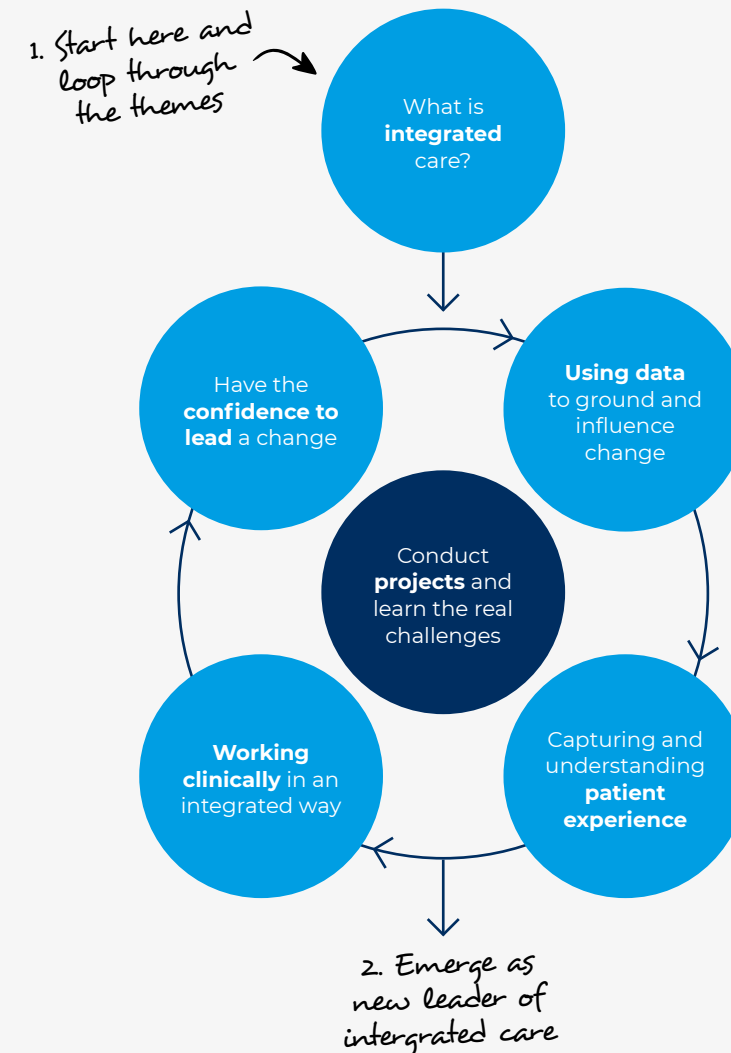 1. Start here and
loop through
the themes
What is
integrated
care?
Have the
confidence to
lead a change
Using data
to ground and
influence
change
Conduct
projects and
learn the real
challenges
Working
clinically in an
integrated way
Capturing and
understanding
patient
experience
2. Emerge as
new leader of
intergrated care